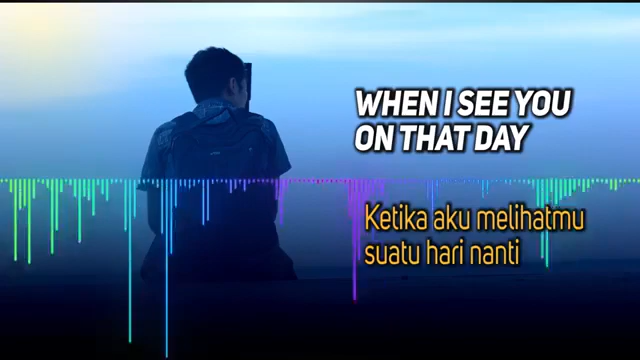 WHEN I SEE YOU
ON THAT DAY
Ketika aku melihatmu
suatu hari nanti